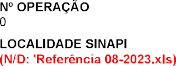 Nº OPERAÇÃO
0
LOCALIDADE SINAPI
(N/D: 'Referência 08-2023.xls)